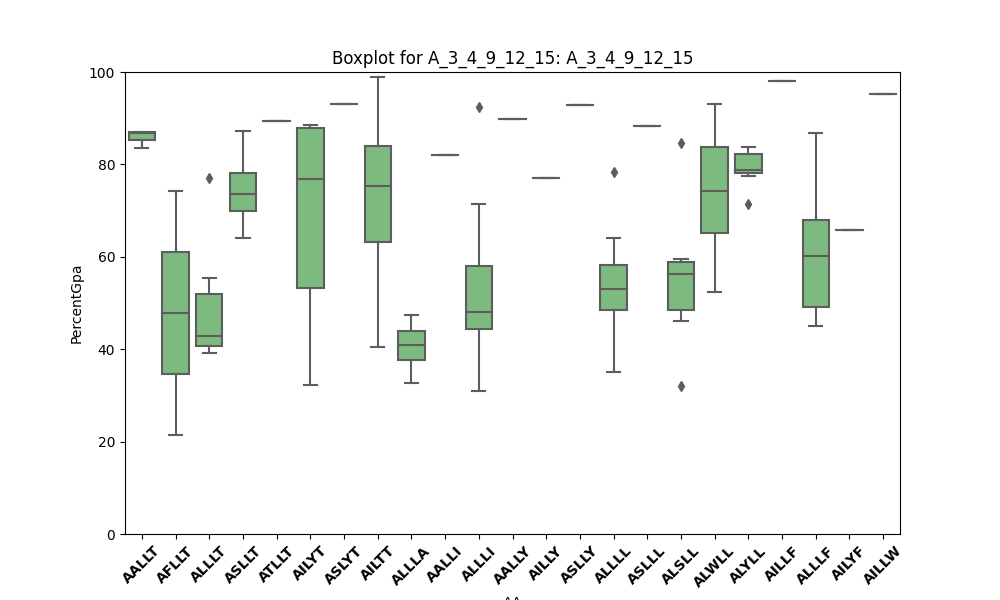 Boxplot for A_3_4_9_12_15: A_3_4_9_12_15
PercentGpa
100
80
60
40
20
0
AALLT AFLLT ALLLT ASLLT ATLLT AILYT ASLYT AILTT ALLLA AALLI ALLLI AALLY AILLY ASLLY ALLLL ASLLL ALSLL ALWLL ALYLL AILLF ALLLF AILYF AILLW